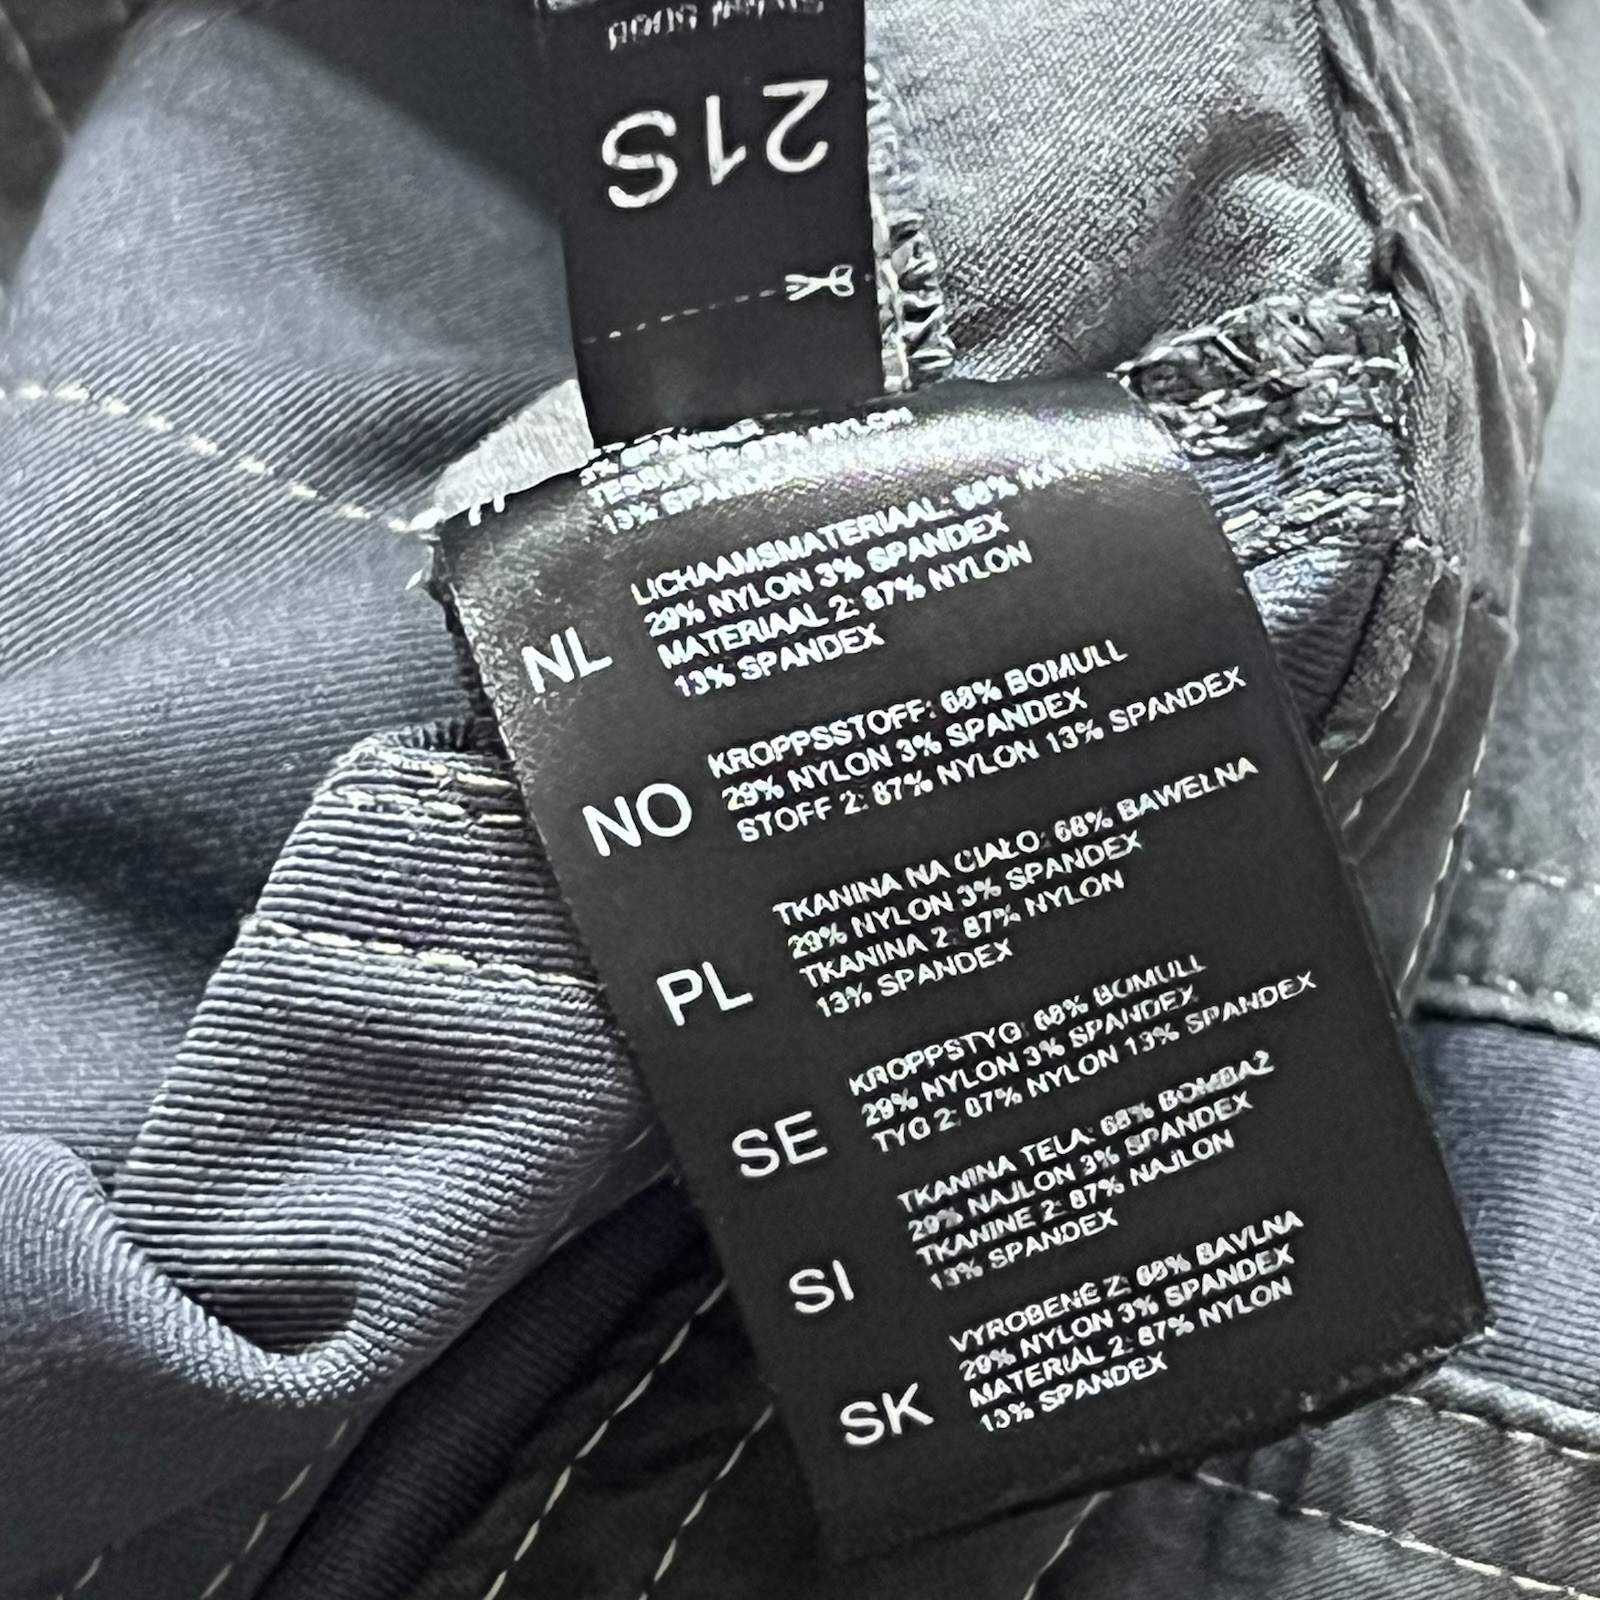 21S
13% SPANDEX
LICHAAMSMATERIAAL: 68%
29% NYLON 3% SPANDEX
MATERIAAL 2: 87% NYLON
13% SPANDEX
NL
KROPPSSTOFF: 68% BOMULL
29% NYLON 3% SPANDEX
STOFF 2: 87% NYLON 13% SPANDEX
NO
TKANINA NA CIAŁO: 68% BAWEŁNA
29% NYLON 3% SPANDEX
TKANINA 2: 87% NYLON
13% SPANDEX
PL
KROPPSTYG: 68% BOMULL
29% NYLON 3% SPANDEX
TYG 2: 87% NYLON 13% SPANDEX
SE
TKANINA TELA: 68% BOMBAŽ
29% NAJLON 3% SPANDEX
TKANINE 2: 87% NAJLON
13% SPANDEX
SI
VYROBENÉ Z: 68% BAVLNA
29% NYLON 3% SPANDEX
MATERIÁL 2: 87% NYLON
13% SPANDEX
SK